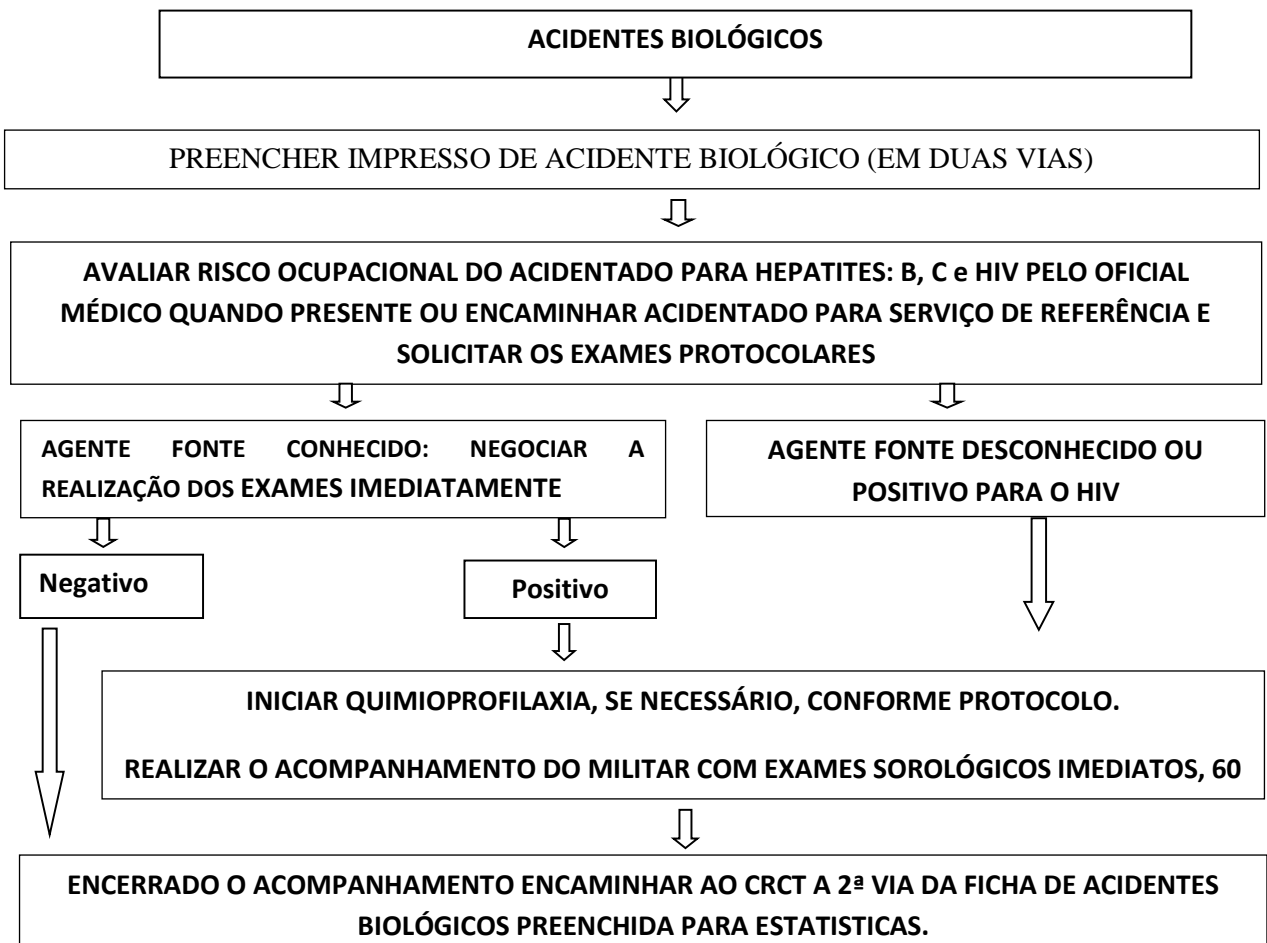 ACIDENTES BIOLÓGICOS
PREENCHER IMPRESSO DE ACIDENTE BIOLÓGICO (EM DUAS VIAS)
AVALIAR RISCO OCUPACIONAL DO ACIDENTADO PARA HEPATITES: B, C e HIV PELO OFICIAL
MÉDICO QUANDO PRESENTE OU ENCAMINHAR ACIDENTADO PARA SERVIÇO DE REFERÊNCIA E
SOLICITAR OS EXAMES PROTOCOLARES
AGENTE FONTE CONHECIDO: NEGOCIAR A
REALIZAÇÃO DOS EXAMES IMEDIATAMENTE
AGENTE FONTE DESCONHECIDO OU
POSITIVO PARA O HIV
Negativo
Positivo
INICIAR QUIMIOPROFILAXIA, SE NECESSÁRIO, CONFORME PROTOCOLO.
REALIZAR O ACOMPANHAMENTO DO MILITAR COM EXAMES SOROLÓGICOS IMEDIATOS, 60
ENCERRADO O ACOMPANHAMENTO ENCAMINHAR AO CRCT A 2ª VIA DA FICHA DE ACIDENTES
BIOLÓGICOS PREENCHIDA PARA ESTATISTICAS.